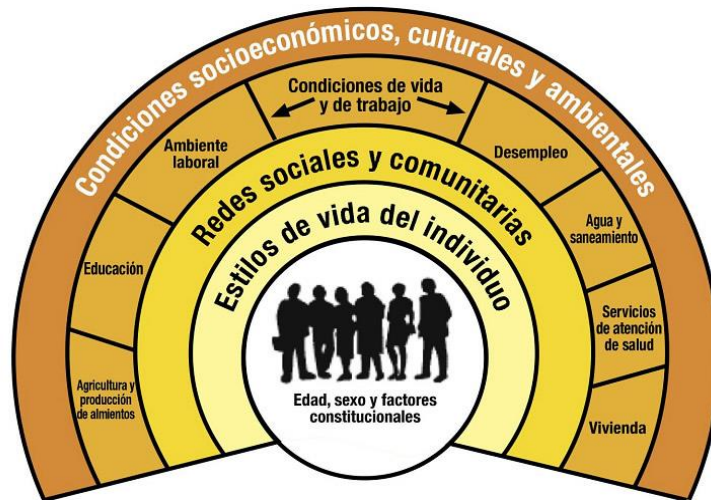 Condiciones socioeconómicos, culturales y ambientales
Condiciones de vida
y de trabajo
Ambiente
laboral
Desempleo
Educación
Agua y
saneamiento
Agricultura y
producción
de almientos
Servicios
de atención
de salud
Vivienda
Redes sociales y comunitarias
Estilos de vida del individuo
Edad, sexo y factores
constitucionales